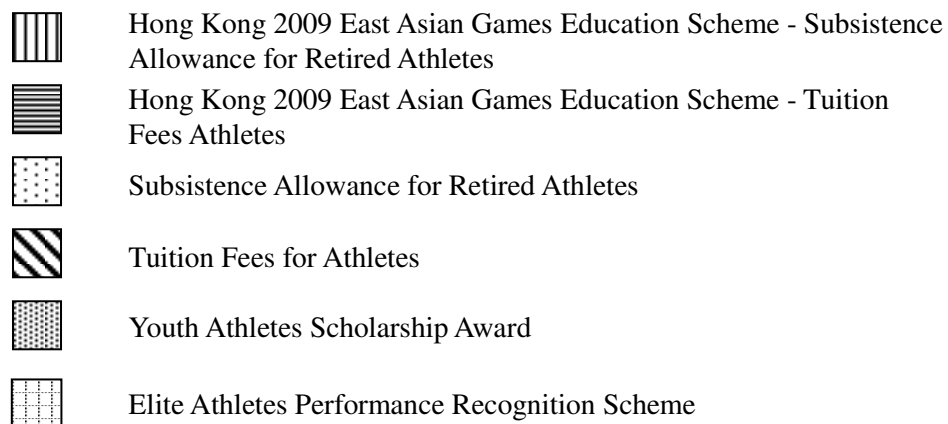 Hong Kong 2009 East Asian Games Education Scheme - Subsistence
Allowance for Retired Athletes
Hong Kong 2009 East Asian Games Education Scheme - Tuition
Fees Athletes
Subsistence Allowance for Retired Athletes
Tuition Fees for Athletes
Youth Athletes Scholarship Award
Elite Athletes Performance Recognition Scheme